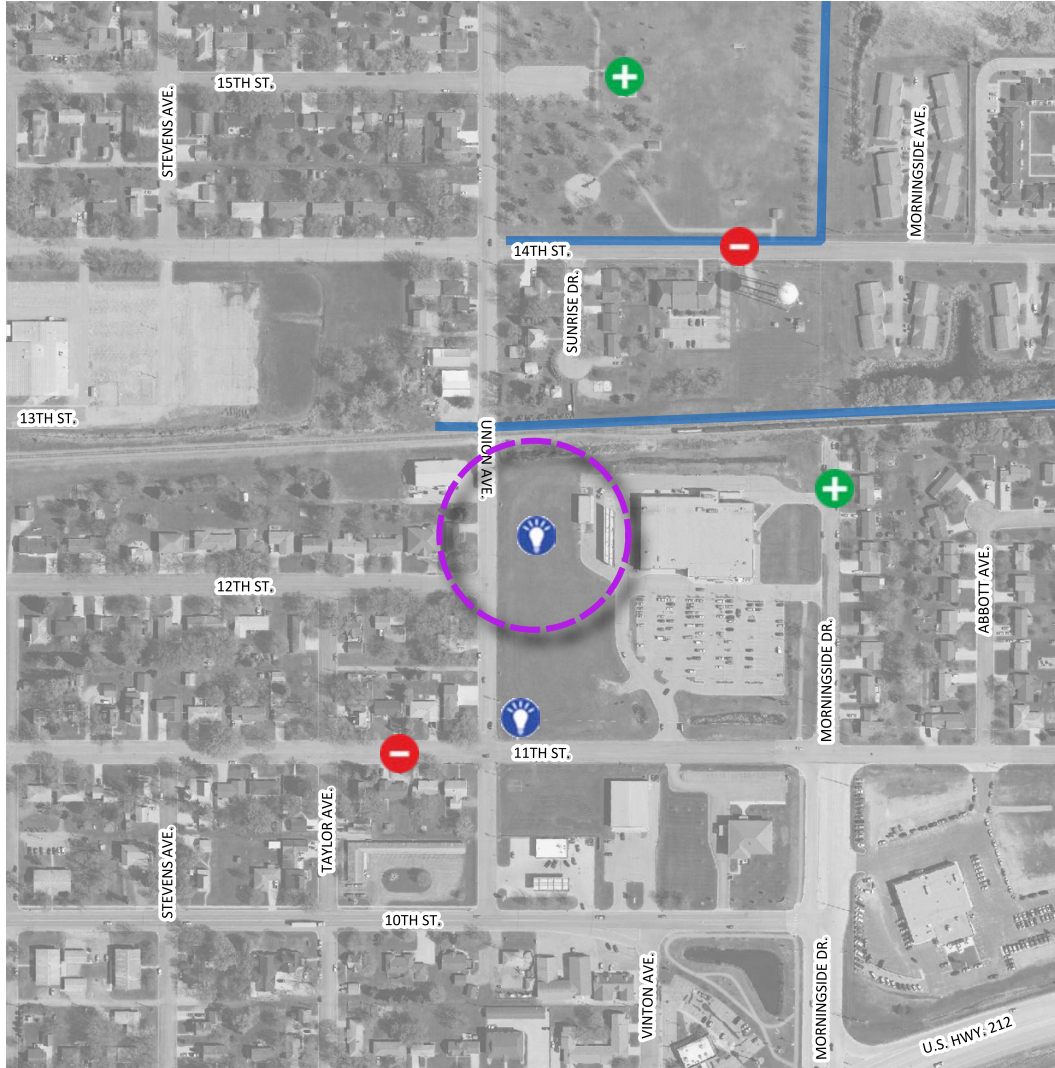 15TH ST.
STEVENS AVE.
MORNINGSIDE AVE.
14TH ST.
SUNRISE DR.
13TH ST.
UNION AVE.
12TH ST.
ABBOTT AVE.
MORNINGSIDE DR.
11TH ST.
TAYLOR AVE.
STEVENS AVE.
10TH ST.
VINTON AVE.
MORNINGSIDE DR.
U.S. HWY. 212